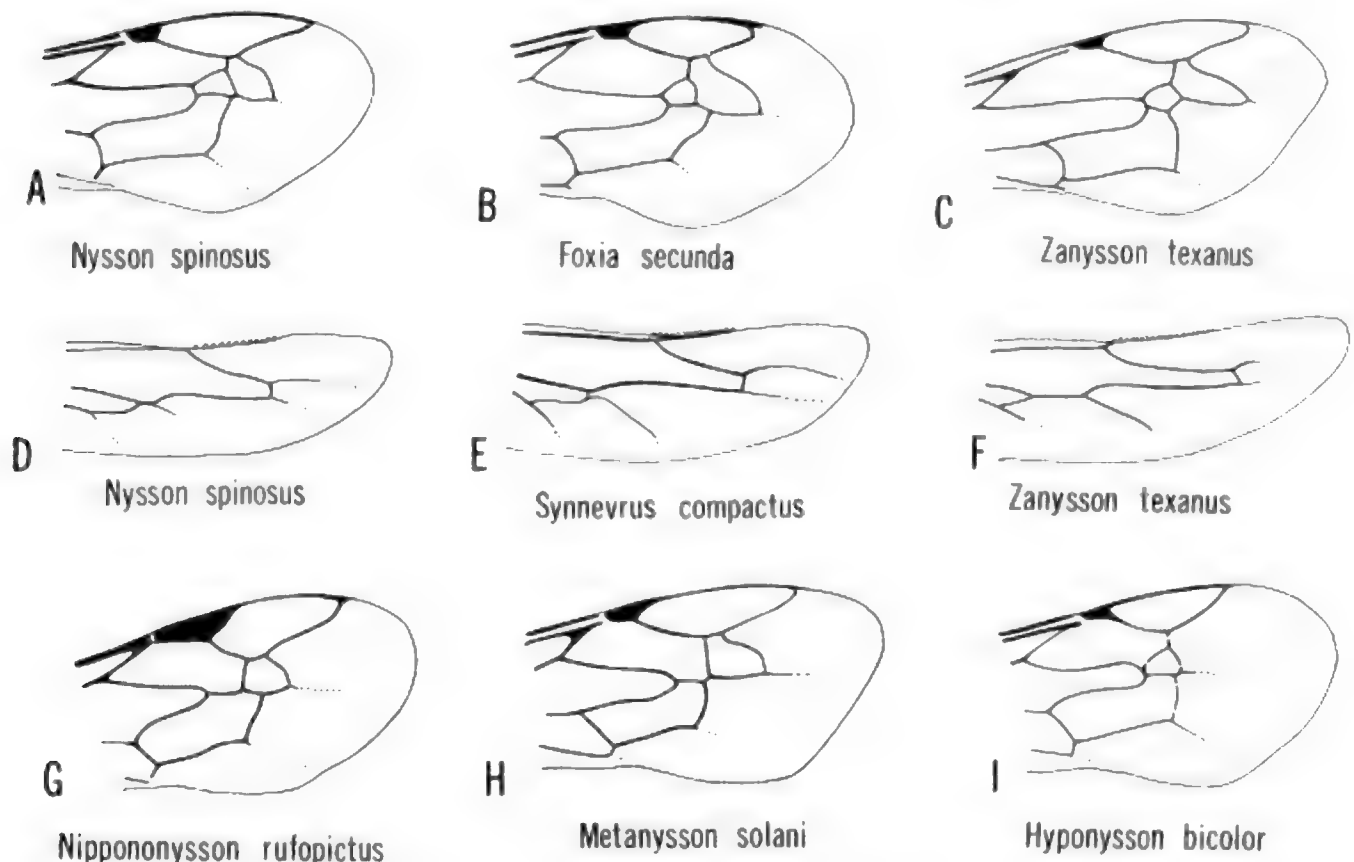 A
Nysson spinosus
B
Foxia secunda
C
Zanysson texanus
D
Nysson spinosus
E
Synnevrus compactus
F
Zanysson texanus
G
Nippononysson rufopictus
H
Metanysson solani
I
Hyponysson bicolor